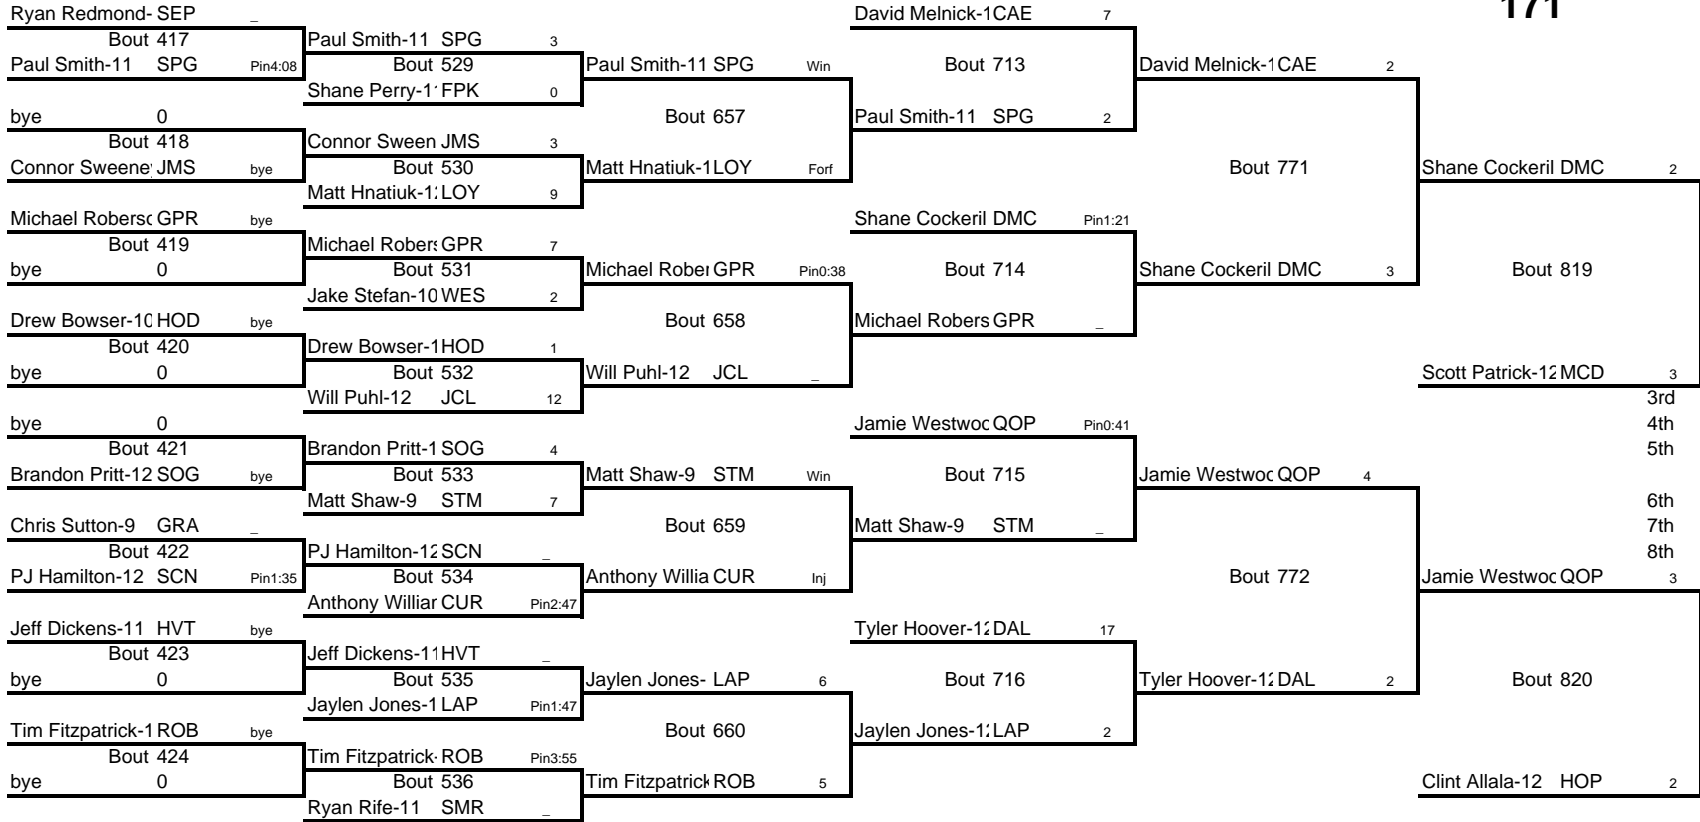 Ryan Redmond- SEP _ David Melnick-1 CAE 7 171
Bout 417 Paul Smith-11 SPG 3
Paul Smith-11 SPG Pin4:08 Bout 529 Paul Smith-11 SPG Win Bout 713 David Melnick-1 CAE 2
Shane Perry-1 FPK 0
bye 0 Bout 657 Paul Smith-11 SPG 2
Bout 418 Connor Sween JMS 3
Connor Sweene JMS bye Bout 530 Matt Hnatiuk-1 LOY Forf Bout 771 Shane Cockeril DMC 2
Matt Hnatiuk-1 LOY 9
Michael Roberso GPR bye Shane Cockeril DMC Pin1:21
Bout 419 Michael Robers GPR 7
bye 0 Bout 531 Michael Rober GPR Pin0:38 Bout 714 Shane Cockeril DMC 3 Bout 819
Jake Stefan-10 WES 2
Drew Bowser-10 HOD bye Bout 658 Michael Robers GPR _
Bout 420 Drew Bowser-1 HOD 1
bye 0 Bout 532 Will Puhl-12 JCL _ Scott Patrick-12 MCD 3
Will Puhl-12 JCL 12 3rd
bye 0 Jamie Westwoo QOP Pin0:41 4th
Bout 421 Brandon Pritt-1 SOG 4 5th
Brandon Pritt-12 SOG bye Bout 533 Matt Shaw-9 STM Win Bout 715 Jamie Westwoo QOP 4
Matt Shaw-9 STM 7 6th
Chris Sutton-9 GRA _ Bout 659 Matt Shaw-9 STM _ 7th
Bout 422 PJ Hamilton-12 SCN _ 8th
PJ Hamilton-12 SCN Pin1:35 Bout 534 Anthony Willia CUR Inj Bout 772 Jamie Westwoo QOP 3
Anthony Williar CUR Pin2:47
Jeff Dickens-11 HVT bye Tyler Hoover-12 DAL 17
Bout 423 Jeff Dickens-11 HVT _
bye 0 Bout 535 Jaylen Jones- LAP 6 Bout 716 Tyler Hoover-12 DAL 2 Bout 820
Jaylen Jones-1 LAP Pin1:47
Tim Fitzpatrick-1 ROB bye Bout 660 Jaylen Jones-12 LAP 2
Bout 424 Tim Fitzpatrick- ROB Pin3:55
bye 0 Bout 536 Tim Fitzpatrick ROB 5 Clint Allala-12 HOP 2
Ryan Rife-11 SMR _